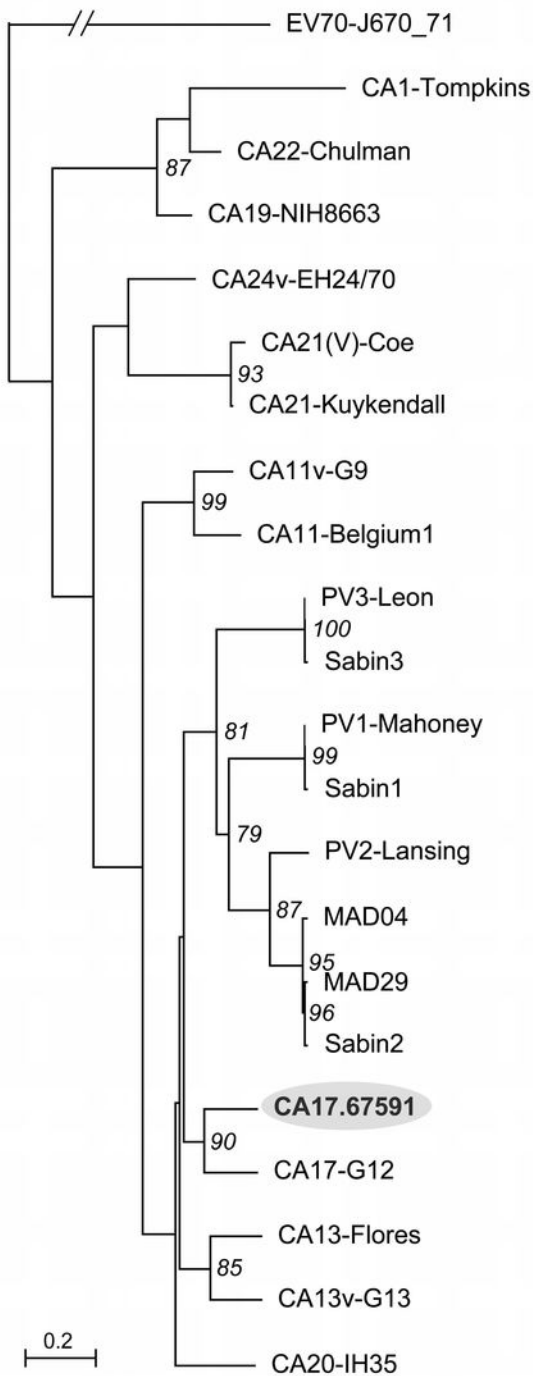 EV70-J670_71
CA1-Tompkins
CA22-Chulman
87
CA19-NIH8663
CA24v-EH24/70
CA21(V)-Coe
93
CA21-Kuykendall
CA11v-G9
99
CA11-Belgium1
PV3-Leon
100
Sabin3
81
PV1-Mahoney
99
Sabin1
79
PV2-Lansing
87
MAD04
95
MAD29
96
Sabin2
CA17.67591
90
CA17-G12
CA13-Flores
85
CA13v-G13
0.2
CA20-IH35